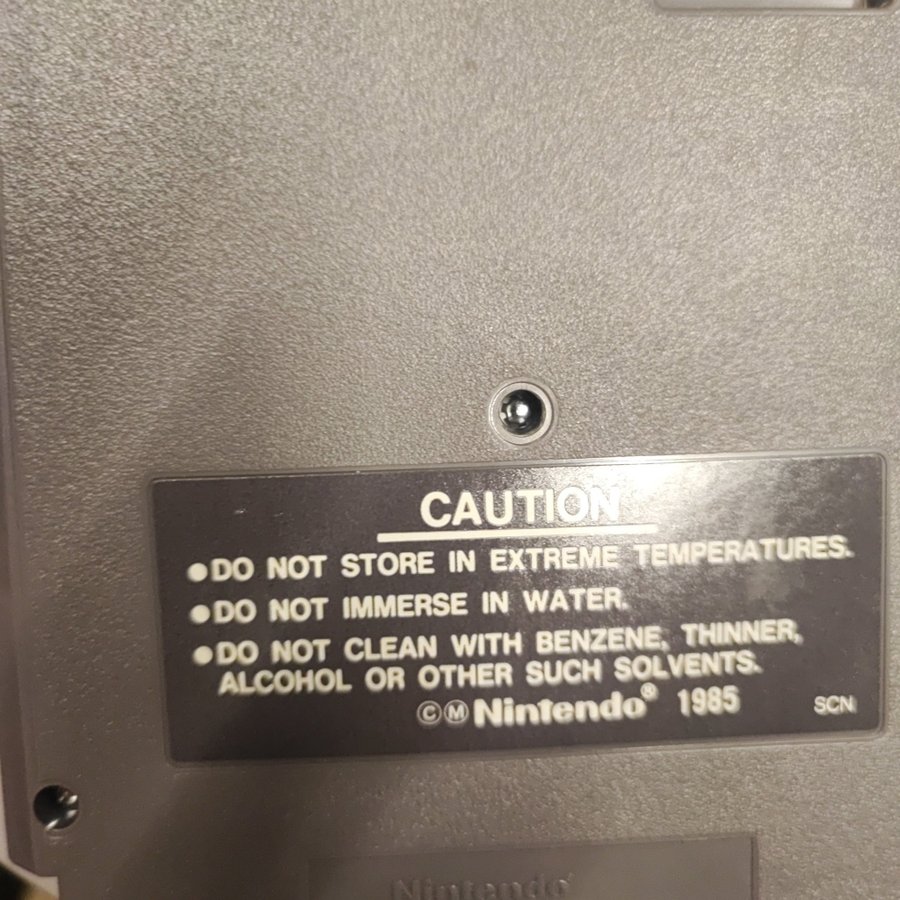 CAUTION
●DO NOT STORE IN EXTREME TEMPERATURES.
●DO NOT IMMERSE IN WATER.
●DO NOT CLEAN WITH BENZENE, THINNER,
ALCOHOL OR OTHER SUCH SOLVENTS.
ⒸⓂ Nintendo® 1985
SCN
Nintendo®